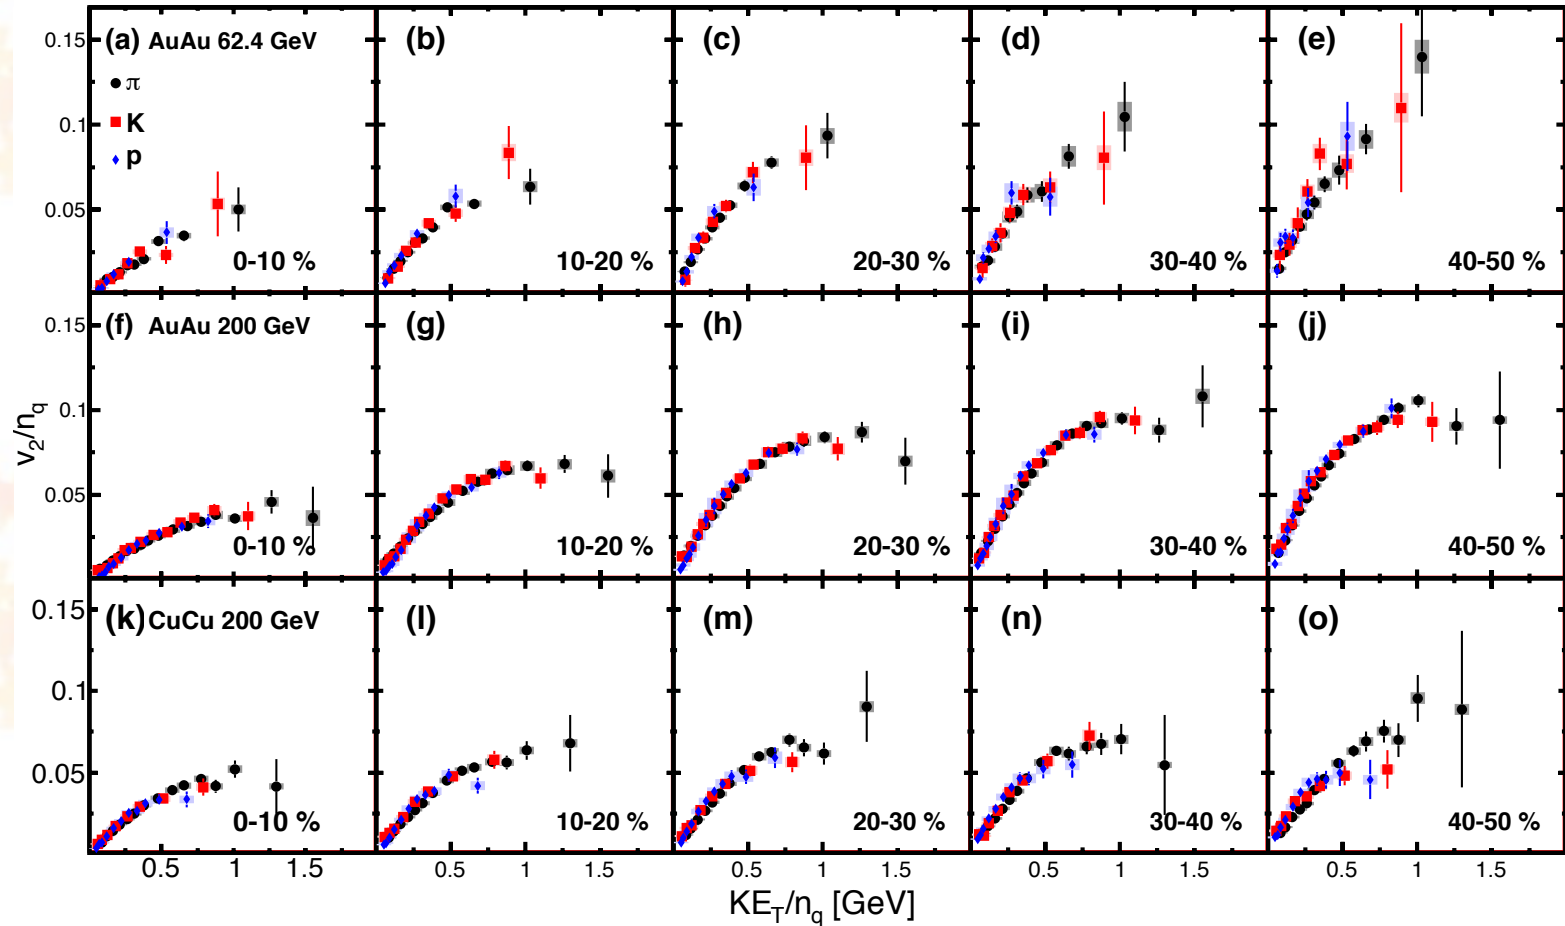 (a) AuAu 62.4 GeV
π
K
p
0-10 %
(b)
10-20 %
(c)
20-30 %
(d)
30-40 %
(e)
40-50 %
0.15
0.1
0.05
(f) AuAu 200 GeV
0-10 %
(g)
10-20 %
(h)
20-30 %
(i)
30-40 %
(j)
40-50 %
0.15
0.1
0.05
v2/nq
(k) CuCu 200 GeV
0-10 %
(l)
10-20 %
(m)
20-30 %
(n)
30-40 %
(o)
40-50 %
0.15
0.1
0.05
0.5 1 1.5 0.5 1 1.5 0.5 1 1.5 0.5 1 1.5 0.5 1 1.5
KET/nq [GeV]